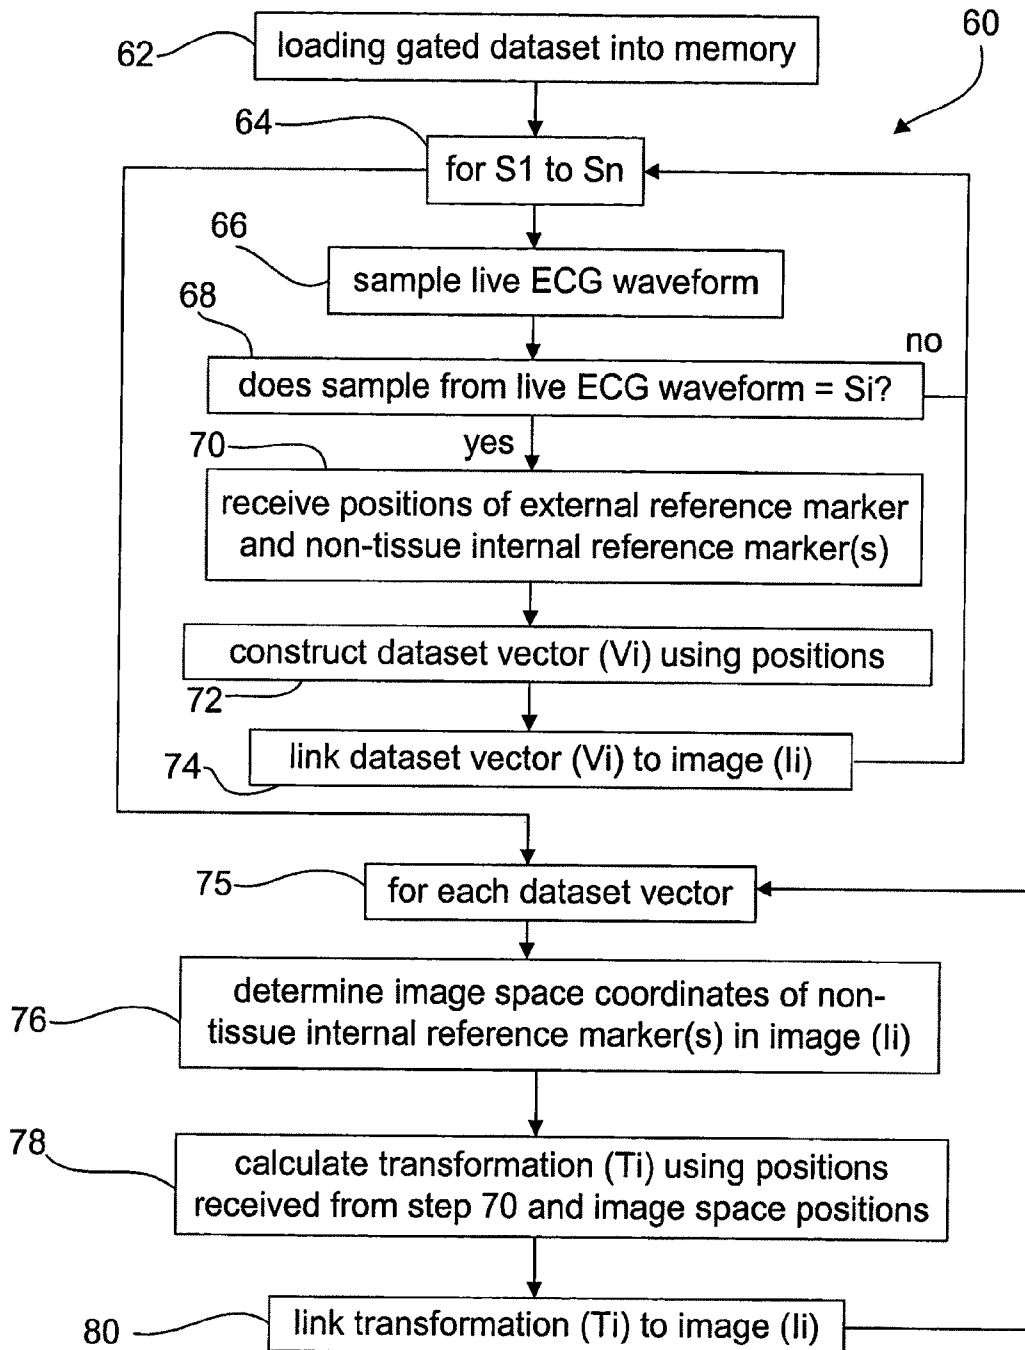 60
62
loading gated dataset into memory
64
for S1 to Sn
66
sample live ECG waveform
68
no
does sample from live ECG waveform = Si?
yes
70
receive positions of external reference marker
and non-tissue internal reference marker(s)
construct dataset vector (Vi) using positions
72
link dataset vector (Vi) to image (Ii)
74
75
for each dataset vector
76
determine image space coordinates of non-
tissue internal reference marker(s) in image (Ii)
78
calculate transformation (Ti) using positions
received from step 70 and image space positions
80
link transformation (Ti) to image (Ii)